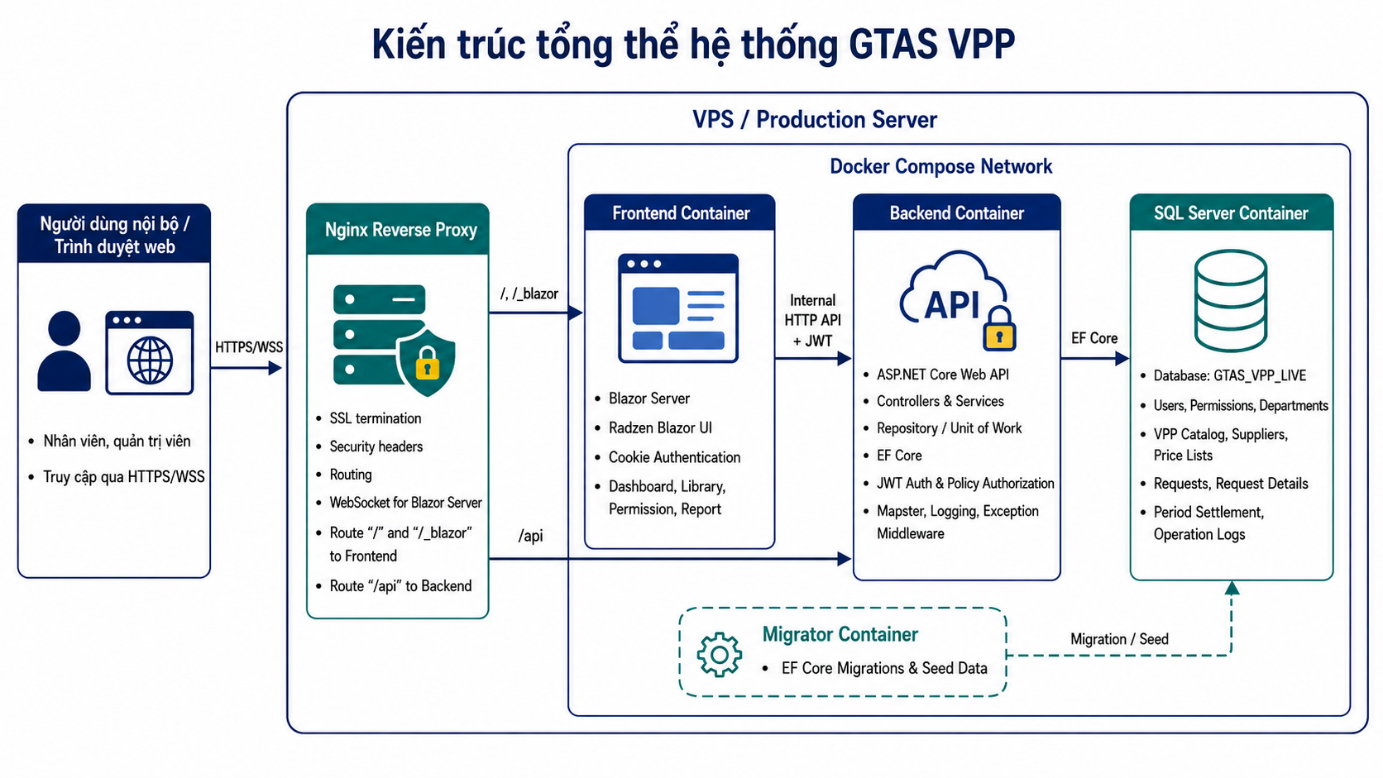 Kiến trúc tổng thể hệ thống GTAS VPP
VPS / Production Server
Docker Compose Network
Người dùng nội bộ /
Trình duyệt web
• Nhân viên, quản trị viên
• Truy cập qua HTTPS/WSS
HTTPS/WSS
Nginx Reverse Proxy
• SSL termination
• Security headers
• Routing
• WebSocket for Blazor Server
• Route “/” and “/_blazor”
to Frontend
• Route “/api” to Backend
/, /_blazor
/api
Frontend Container
• Blazor Server
• Radzen Blazor UI
• Cookie Authentication
• Dashboard, Library,
Permission, Report
Internal
HTTP API
+ JWT
Backend Container
API
• ASP.NET Core Web API
• Controllers & Services
• Repository / Unit of Work
• EF Core
• JWT Auth & Policy Authorization
• Mapster, Logging, Exception
Middleware
EF Core
SQL Server Container
• Database: GTAS_VPP_LIVE
• Users, Permissions, Departments
• VPP Catalog, Suppliers,
Price Lists
• Requests, Request Details
• Period Settlement,
Operation Logs
Migrator Container
• EF Core Migrations & Seed Data
Migration / Seed